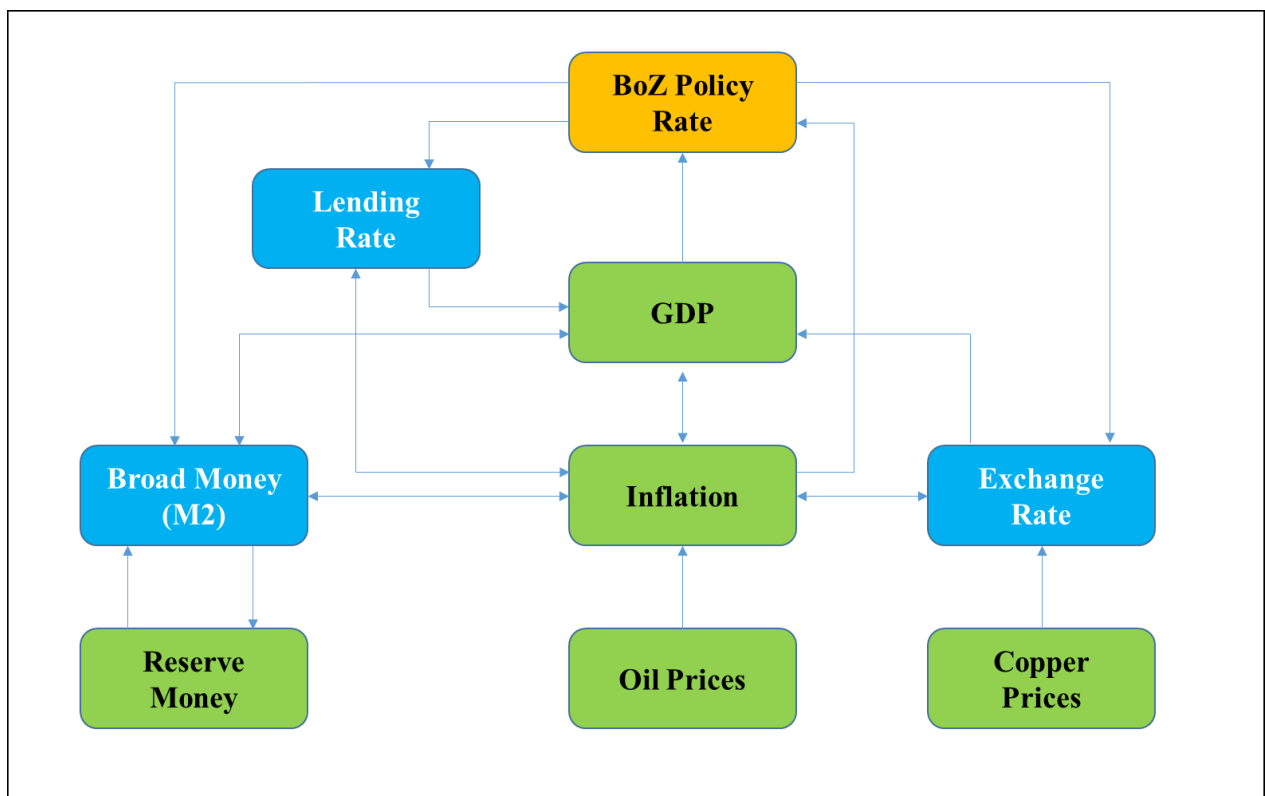 BoZ Policy
Rate
Lending
Rate
GDP
Broad Money
(M2)
Inflation
Exchange
Rate
Reserve
Money
Oil Prices
Copper
Prices